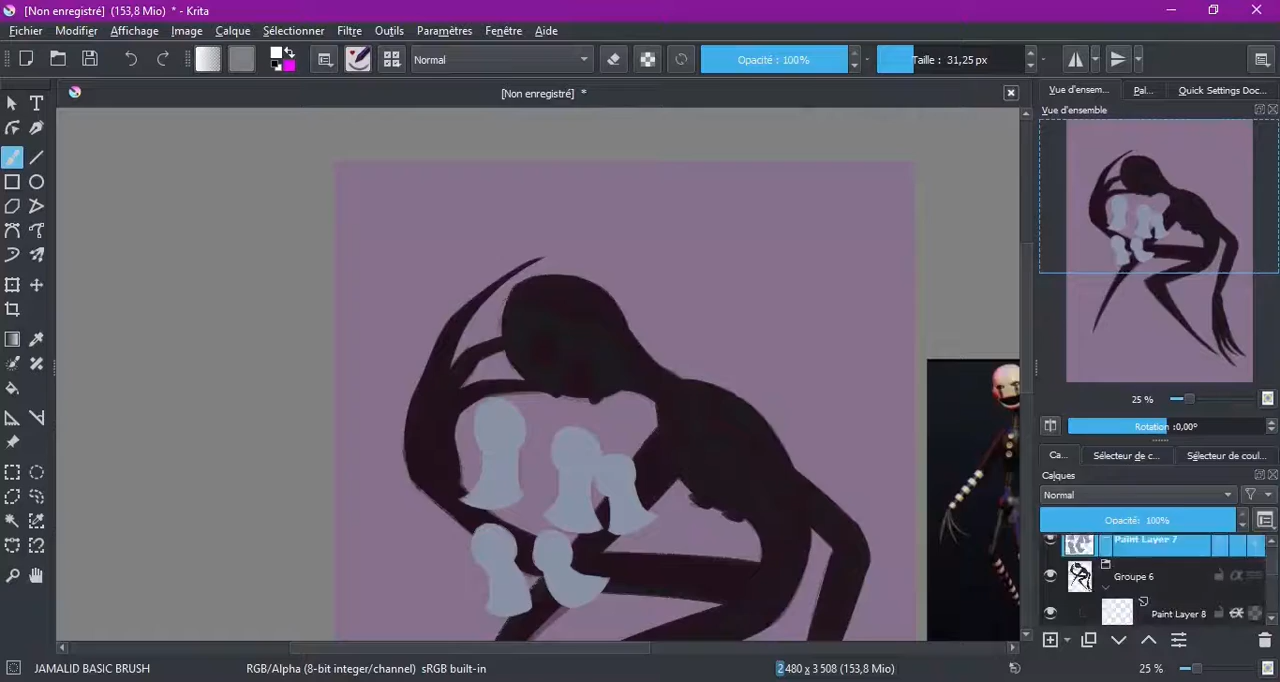 [Non enregistré] (153,8 Mio) * - Krita
Fichier Modifier Affichage Image Calque Sélectionner Filtre Outils Paramètres Fenêtre Aide
Normal Opacité : 100% Taille : 31,25 px
[Non enregistré] *
Vue d'ensem... Pal... Quick Settings Doc...
Vue d'ensemble
25 %
Rotation :0,00°
Ca... Sélecteur de c... Sélecteur de coul...
Calques
Normal
Opacité: 100%
Paint Layer 7
Groupe 6
Paint Layer 8
JAMALID BASIC BRUSH RGB/Alpha (8-bit integer/channel) sRGB built-in 2 480 x 3 508 (153,8 Mio) 25 %